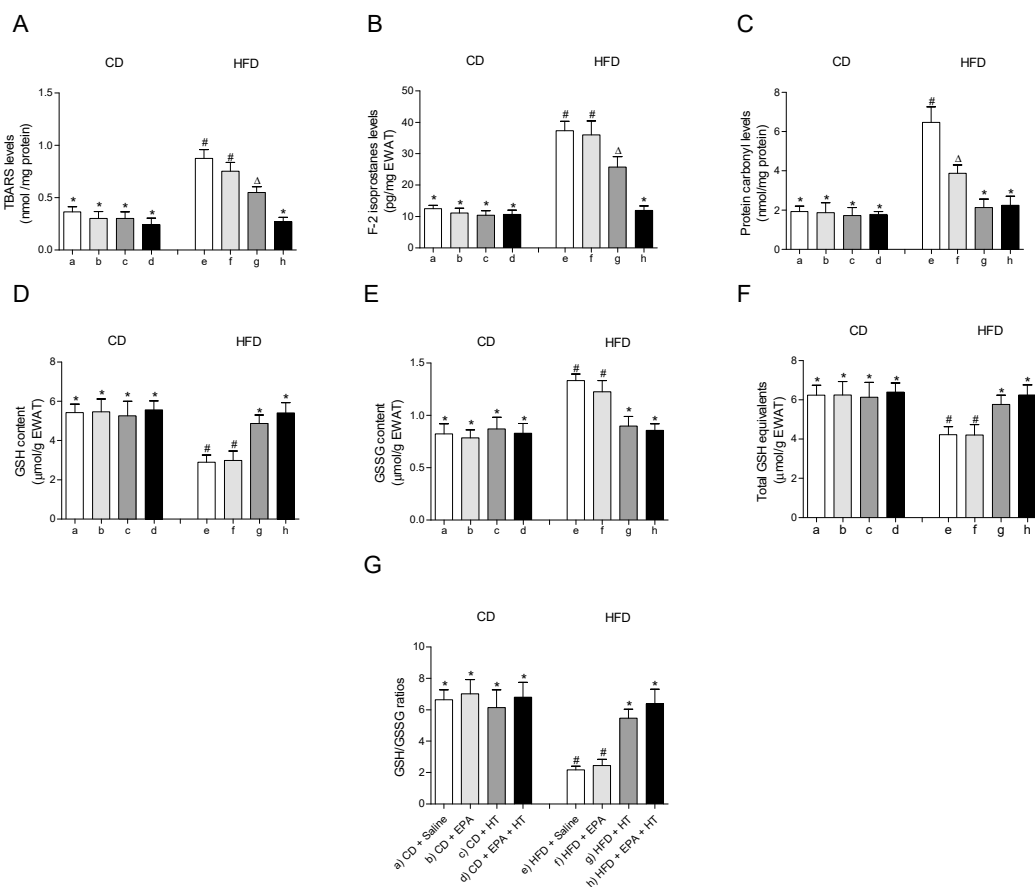 A
CD HFD
TBARS levels
(nmol /mg protein)
1.5
1.0
0.5
0.0
# # Δ
* * * * *
a b c d e f g h
B
CD HFD
F-2 isoprostanes levels
(pg/mg EWAT)
50
40
30
20
10
0
# # Δ
* * * * *
a b c d e f g h
C
CD HFD
Protein carbonyl levels
(nmol/mg protein)
8
6
4
2
0
# Δ
* * * * * *
a b c d e f g h
D
CD HFD
GSH content
(μmol/g EWAT)
6
4
2
0
* * * * # # * *
a b c d e f g h
E
CD HFD
GSSG content
(μmol/g EWAT)
1.5
1.0
0.5
0.0
* * * * # # * *
a b c d e f g h
F
CD HFD
Total GSH equivalents
(μmol/g EWAT)
8
6
4
2
0
* * * * # # * *
a b c d e f g h
G
CD HFD
GSH/GSSG ratios
10
8
6
4
2
0
* * * * # # * *
a) CD + Saline
b) CD + EPA
c) CD + HT
d) CD + EPA + HT
e) HFD + Saline
f) HFD + EPA
g) HFD + HT
h) HFD + EPA + HT